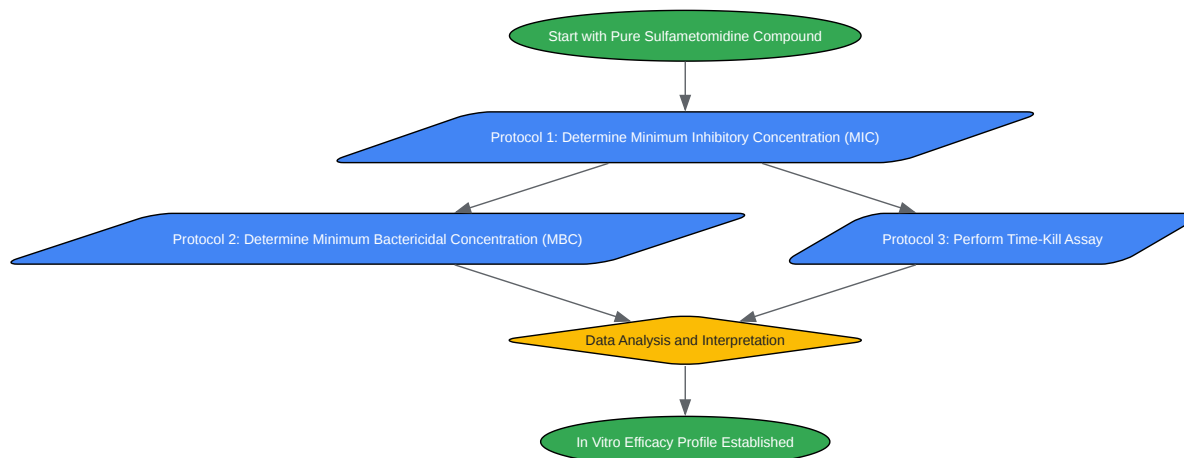 Start with Pure Sulfametomidine Compound
Protocol 1: Determine Minimum Inhibitory Concentration (MIC)
Protocol 2: Determine Minimum Bactericidal Concentration (MBC)
Protocol 3: Perform Time-Kill Assay
Data Analysis and Interpretation
In Vitro Efficacy Profile Established